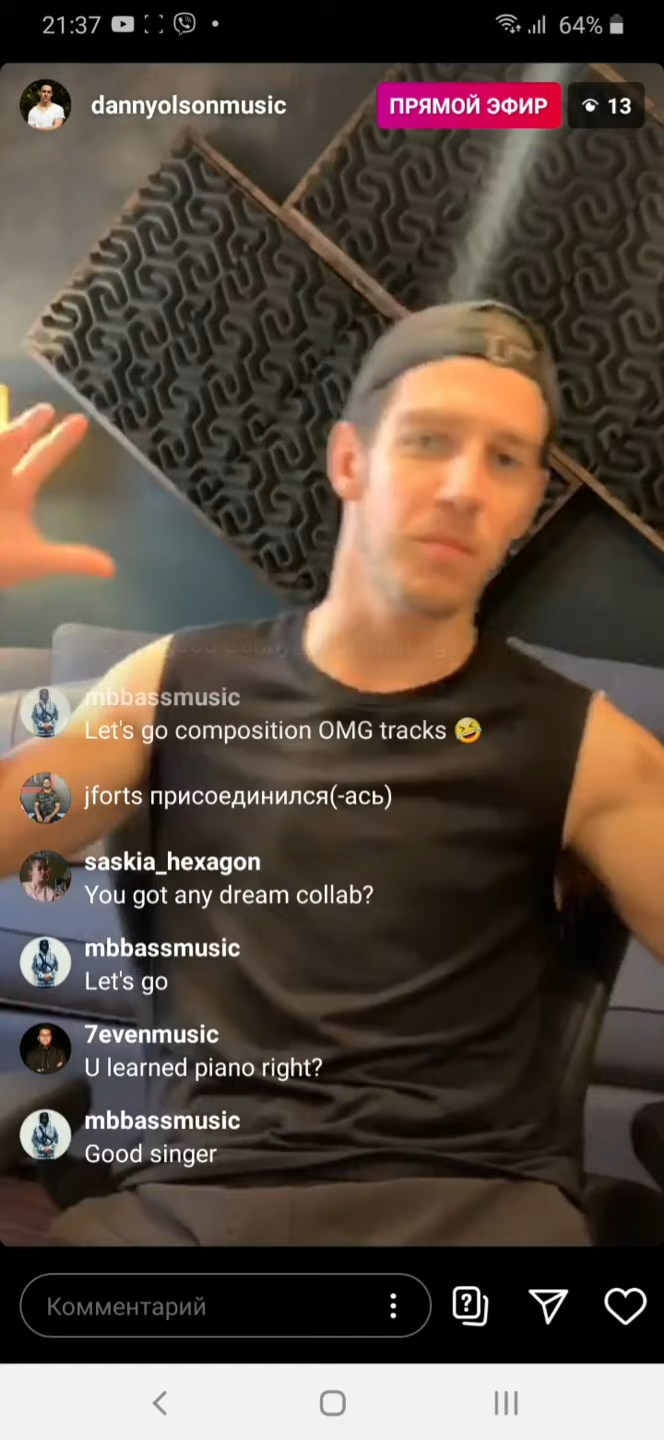 21:37
64%
dannyolsonmusic
ПРЯМОЙ ЭФИР
13
mbbassmusic
Let's go composition OMG tracks 🤣
jforts присоединился(-ась)
saskia_hexagon
You got any dream collab?
mbbassmusic
Let's go
7evenmusic
U learned piano right?
mbbassmusic
Good singer
Комментарий